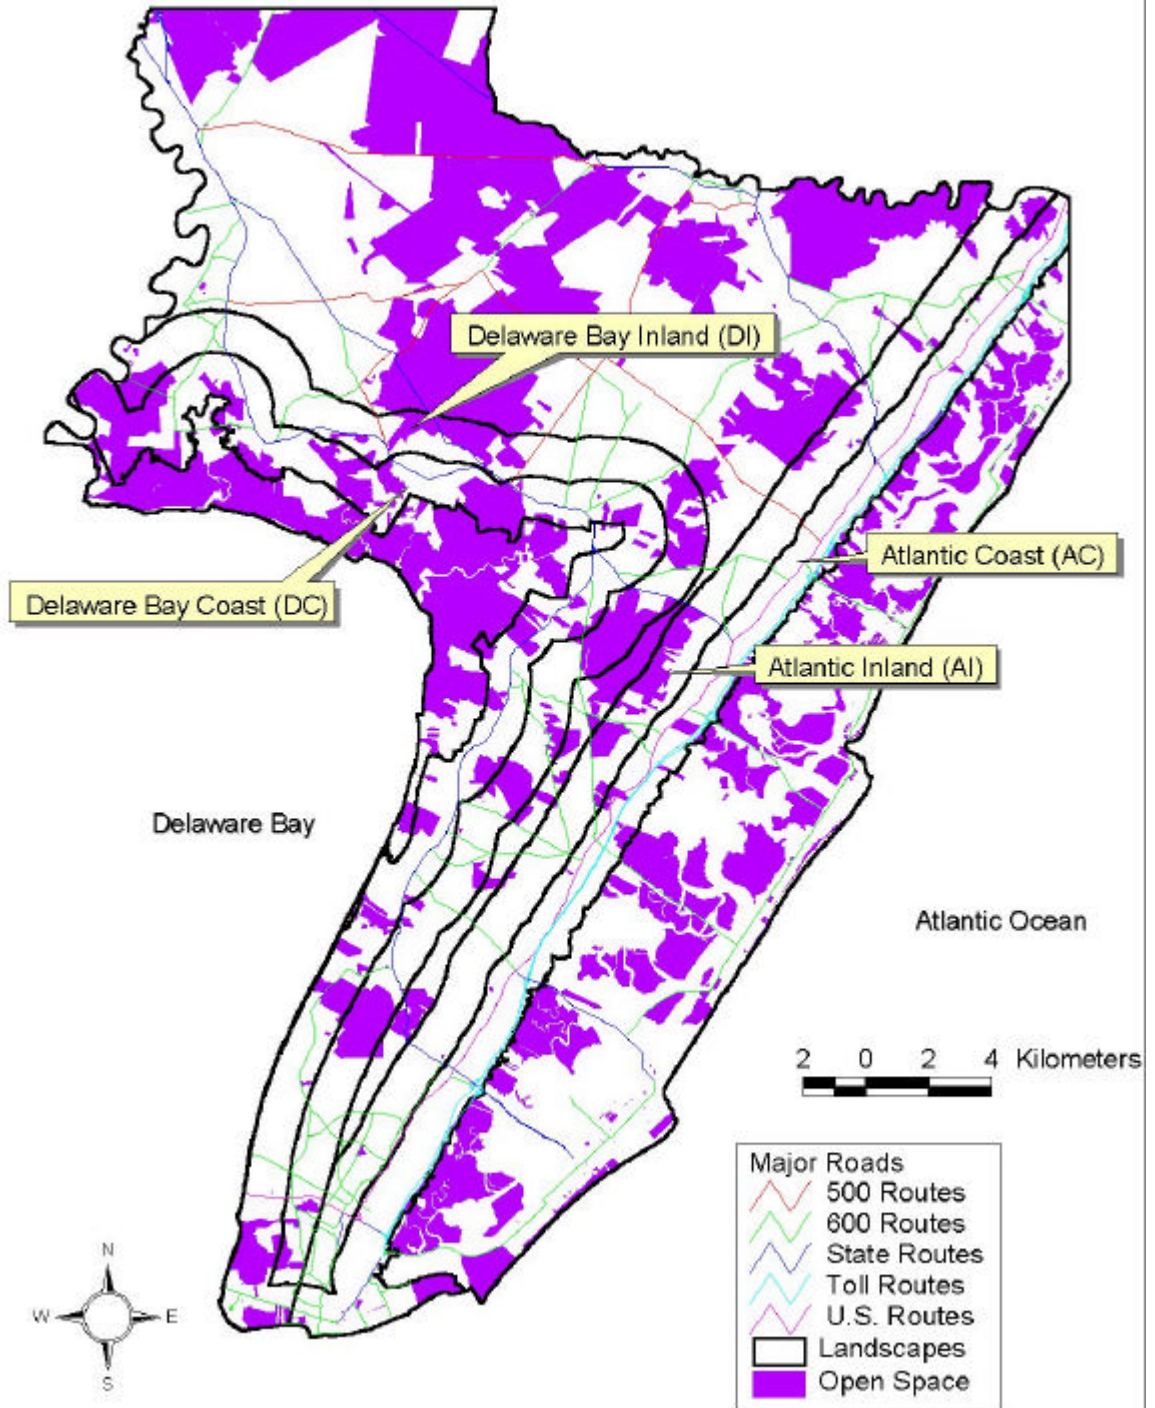 Delaware Bay Inland (DI)
Atlantic Coast (AC)
Delaware Bay Coast (DC)
Atlantic Inland (AI)
Delaware Bay
Atlantic Ocean
2 0 2 4 Kilometers
Major Roads
500 Routes
600 Routes
State Routes
Toll Routes
U.S. Routes
Landscapes
Open Space
N
W E
S